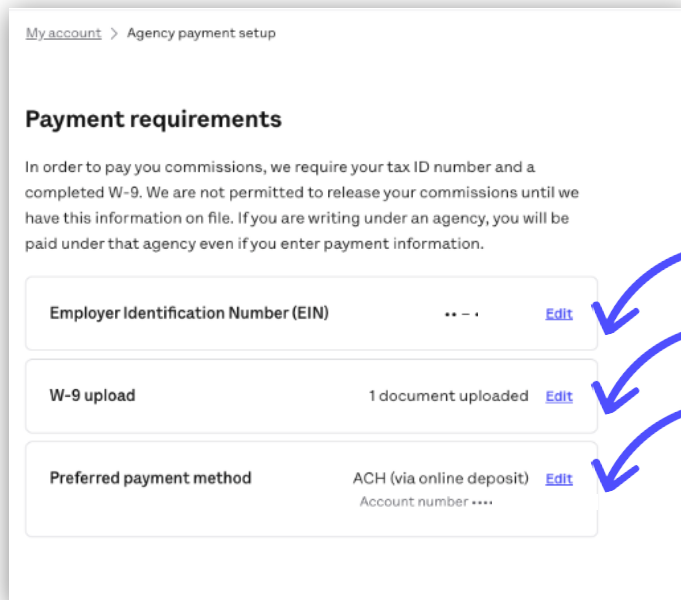 My account > Agency payment setup
Payment requirements
In order to pay you commissions, we require your tax ID number and a
completed W-9. We are not permitted to release your commissions until we
have this information on file. If you are writing under an agency, you will be
paid under that agency even if you enter payment information.
Employer Identification Number (EIN) •• – • Edit
W-9 upload 1 document uploaded Edit
Preferred payment method ACH (via online deposit) Edit
Account number ••••